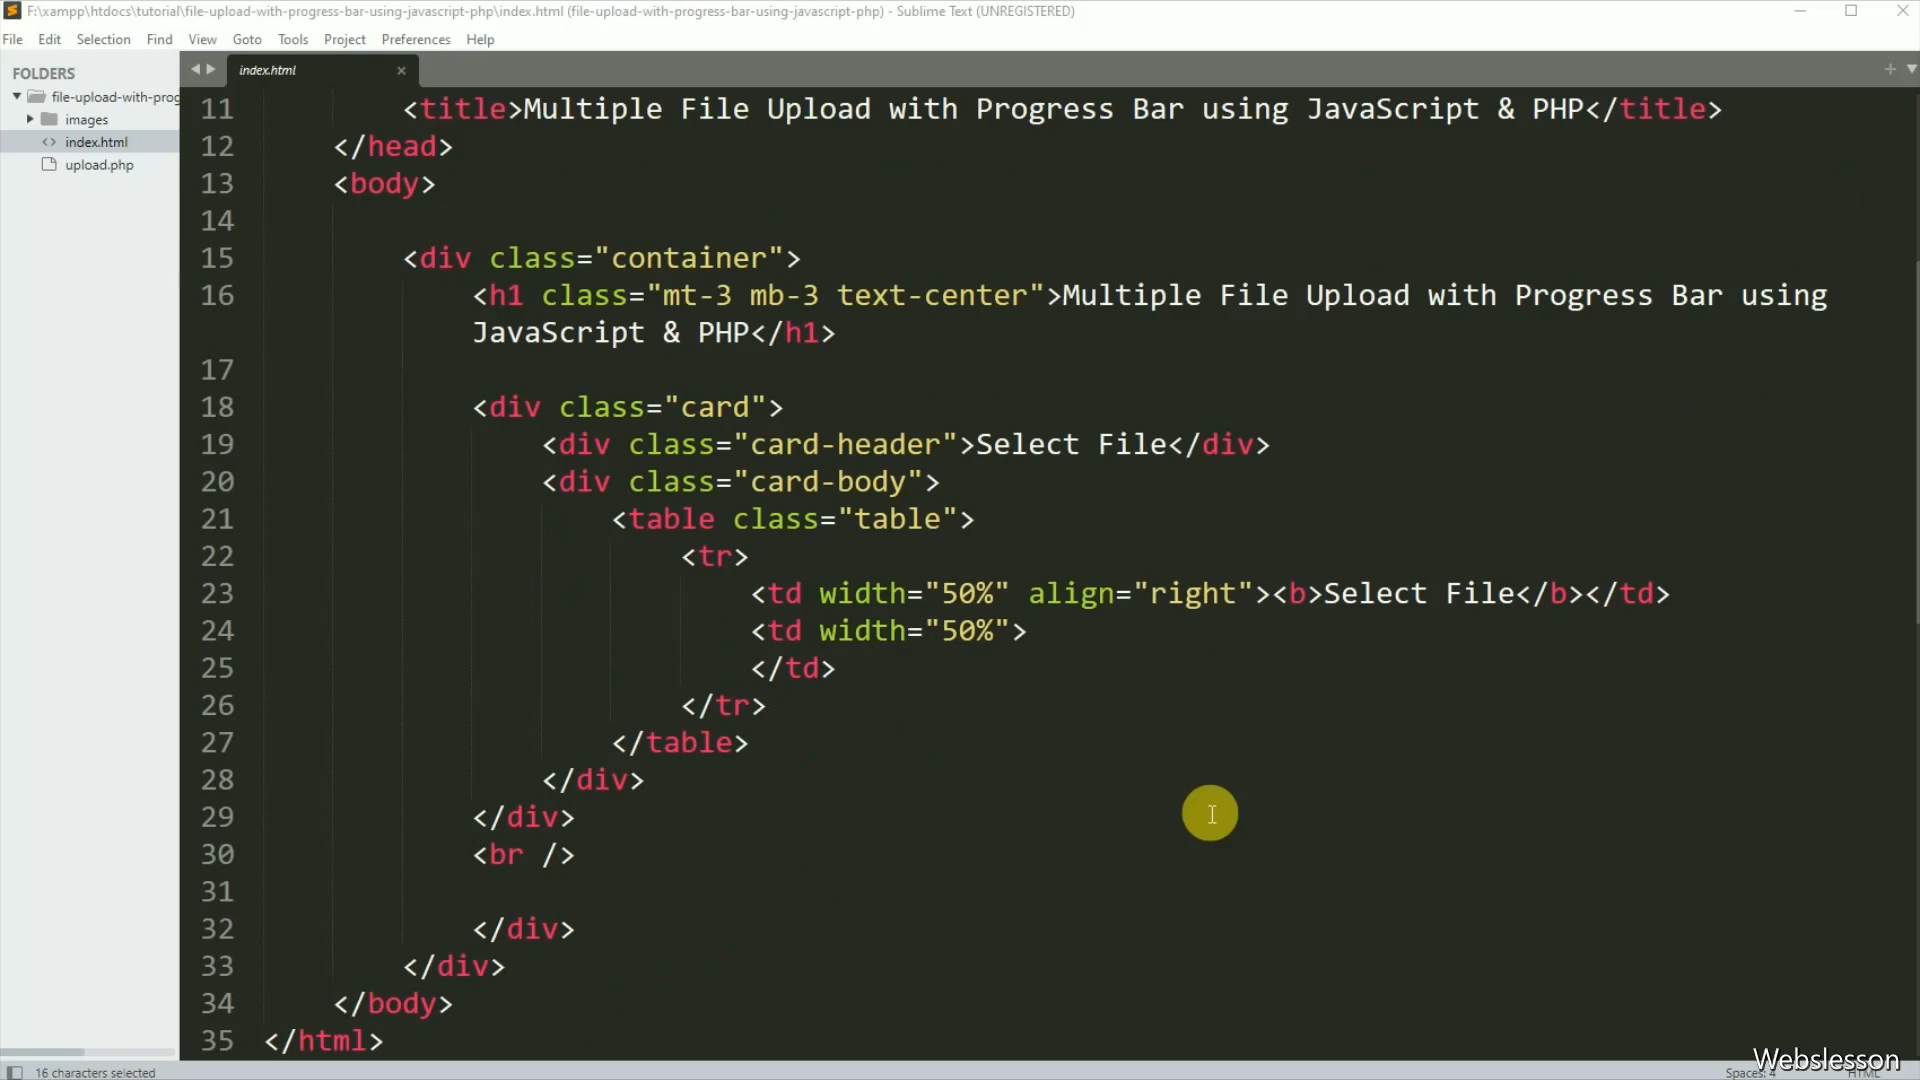 F:\xampp\htdocs\tutorial\file-upload-with-progress-bar-using-javascript-php\index.html (file-upload-with-progress-bar-using-javascript-php) - Sublime Text (UNREGISTERED)
File Edit Selection Find View Goto Tools Project Preferences Help
FOLDERS
file-upload-with-prog
images
index.html
upload.php
index.html
11 <title>Multiple File Upload with Progress Bar using JavaScript & PHP</title>
12 </head>
13 <body>
14
15 <div class="container">
16 <h1 class="mt-3 mb-3 text-center">Multiple File Upload with Progress Bar using
JavaScript & PHP</h1>
17
18 <div class="card">
19 <div class="card-header">Select File</div>
20 <div class="card-body">
21 <table class="table">
22 <tr>
23 <td width="50%" align="right"><b>Select File</b></td>
24 <td width="50%">
25 </td>
26 </tr>
27 </table>
28 </div>
29 </div>
30 <br />
31
32 </div>
33 </div>
34 </body>
35 </html>
16 characters selected
Spaces: 4
HTML
Webslesson